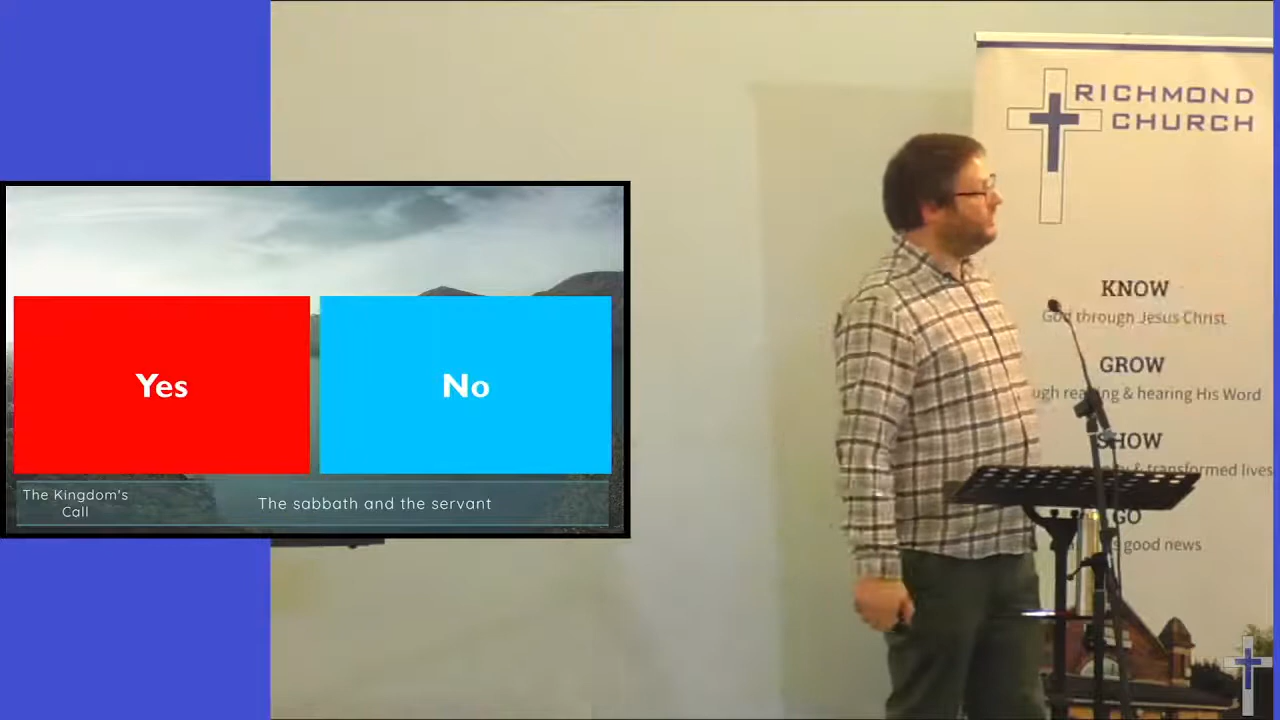 Yes
No
The Kingdom's
Call
The sabbath and the servant
RICHMOND
CHURCH
KNOW
God through Jesus Christ
GROW
& hearing His Word
SHOW
& transformed lives
GO
good news